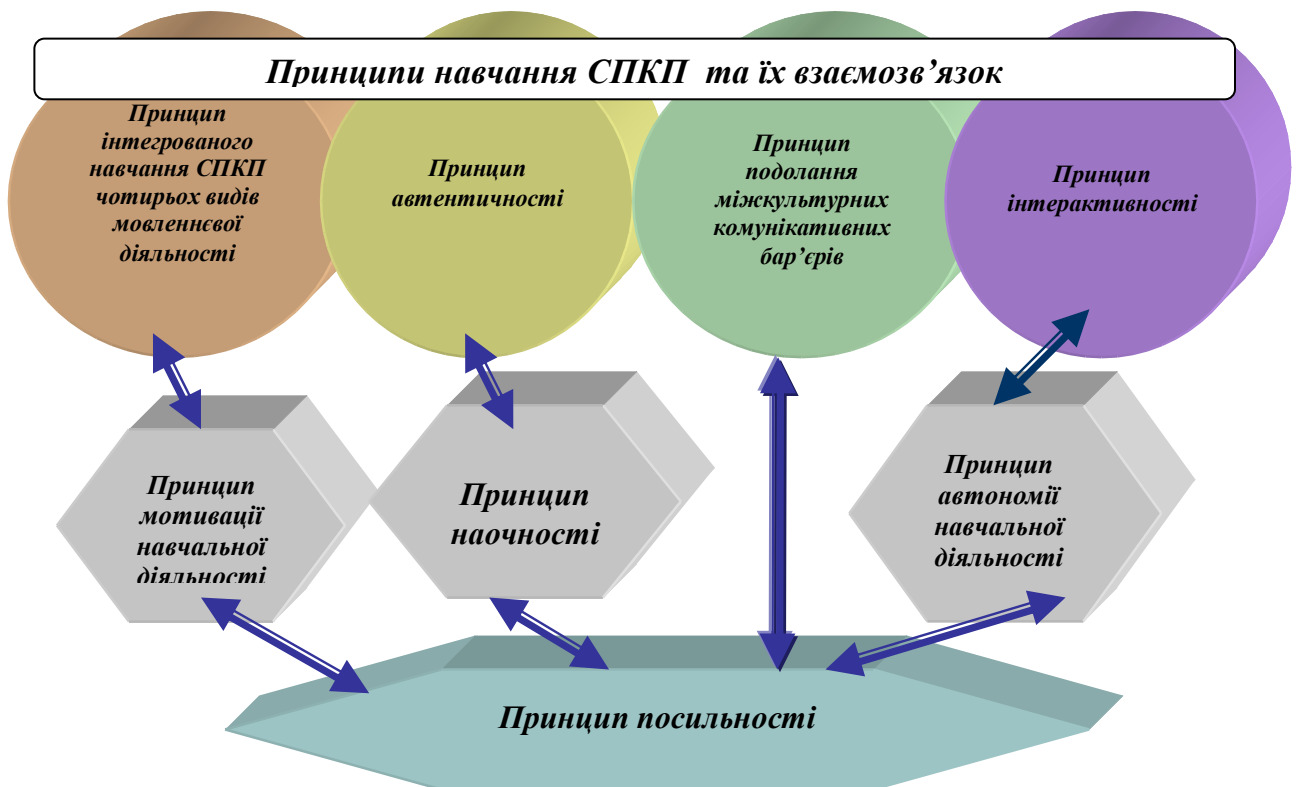 Принципи навчання СПКП та їх взаємозв’язок
Принцип
інтегрованого
навчання СПКП
чотирьох видів
мовленнєвої
діяльності
Принцип
автентичності
Принцип
подолання
міжкультурних
комунікативних
бар’єрів
Принцип
інтерактивності
Принцип
мотивації
навчальної
діяльності
Принцип
наочності
Принцип
автономії
навчальної
діяльності
Принцип посильності